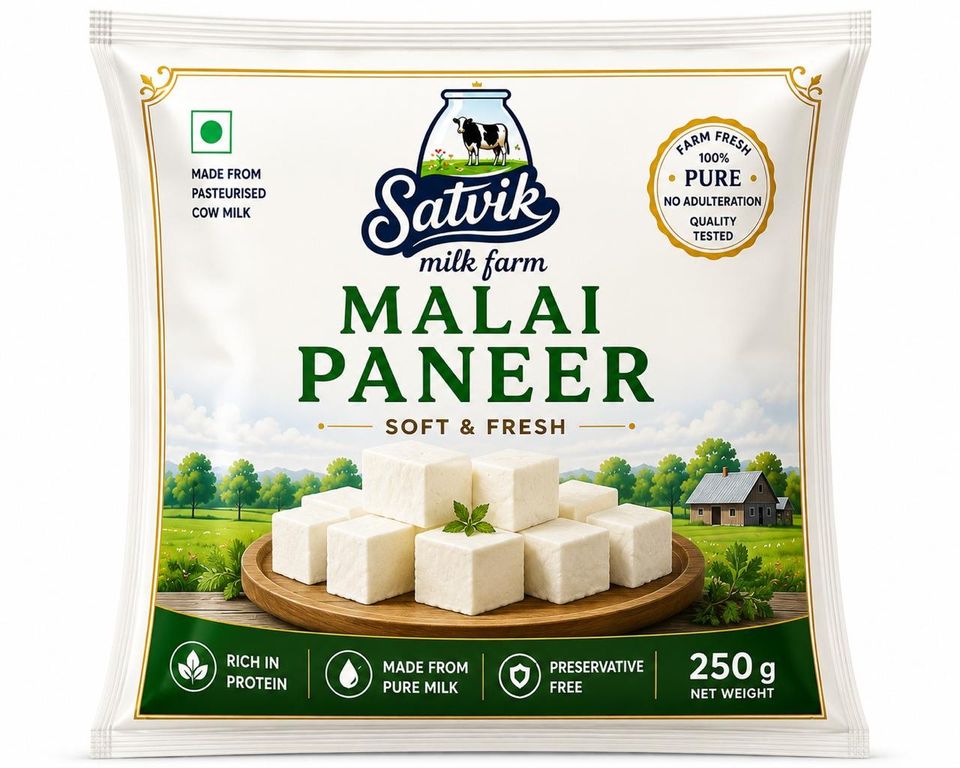 MADE FROM
PASTEURISED
COW MILK
Satvik
milk farm
FARM FRESH
100%
PURE
NO ADULTERATION
QUALITY
TESTED
MALAI
PANEER
SOFT & FRESH
RICH IN
PROTEIN
MADE FROM
PURE MILK
PRESERVATIVE
FREE
250 g
NET WEIGHT